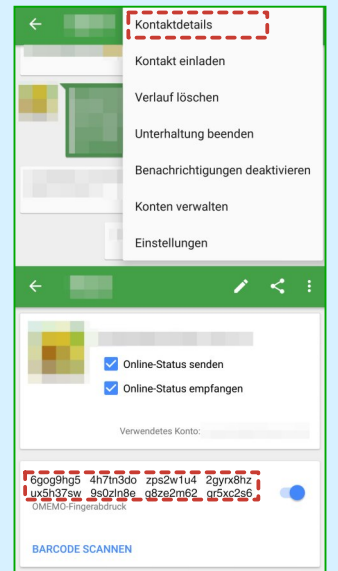 Kontaktdetails
Kontakt einladen
Verlauf löschen
Unterhaltung beenden
Benachrichtigungen deaktivieren
Konten verwalten
Einstellungen
Online-Status senden
Online-Status empfangen
Verwendetes Konto:
6gog9hg5 4h7tn3do zps2w1u4 2gyrx8hz
ux5h37sw 9s0zln8e q8ze2m62 qr5xc2s6
OMEMO-Fingerabdruck
BARCODE SCANNEN